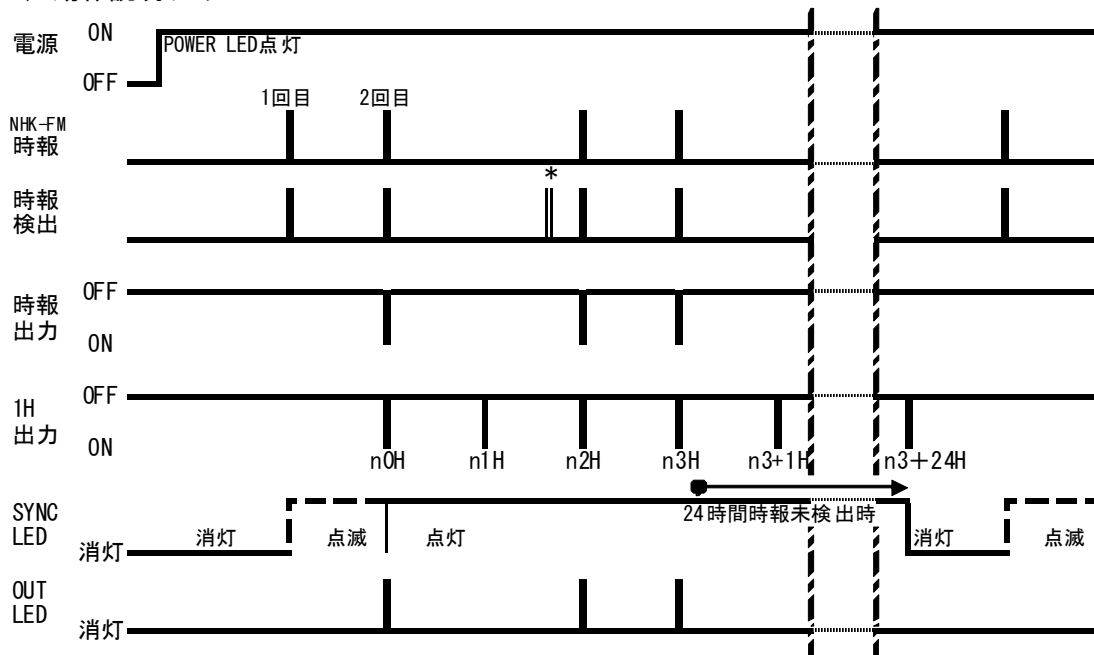 電源 ON
POWER LED点灯
OFF
1回目 2回目
NHK-FM
時報
*
時報
検出
OFF
時報
出力
ON
OFF
1H
出力
ON
n0H n1H n2H n3H n3+1H n3+24H
SYNC
LED
24時間時報未検出時
消灯 消灯 点滅 点灯 消灯 点滅
OUT
LED
消灯